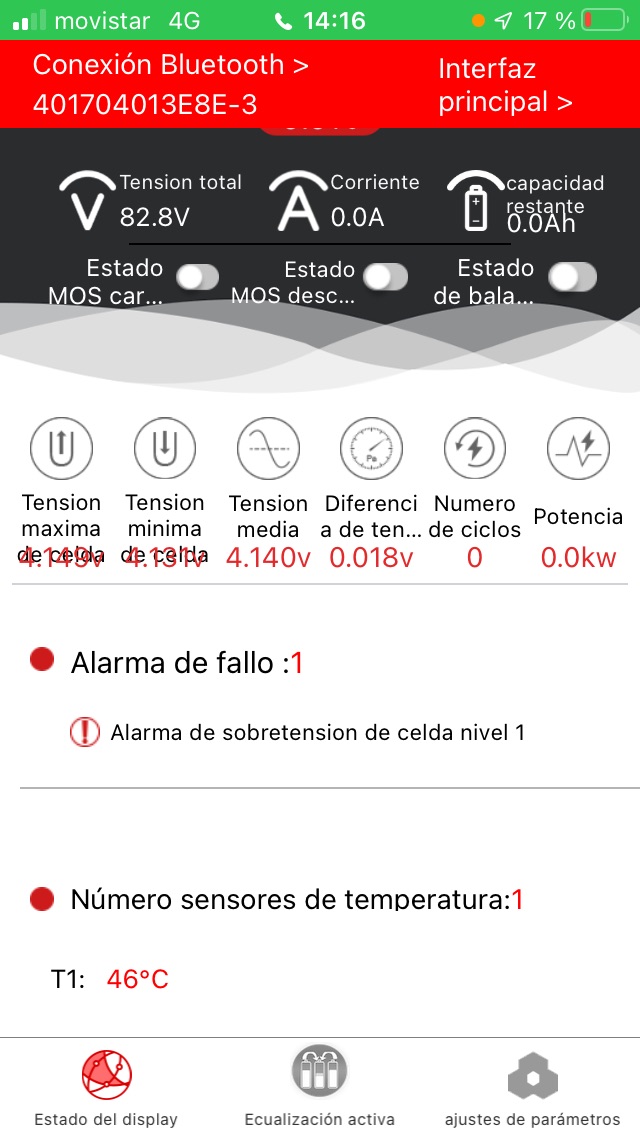 movistar 4G 14:16 17 %
Conexión Bluetooth >
401704013E8E-3
Interfaz
principal >
Tension total
82.8V
Corriente
0.0A
capacidad
restante
0.0Ah
Estado
MOS car...
Estado
MOS desc...
Estado
de bala...
Tension
maxima
de celda
4.149v
Tension
minima
de celda
4.131v
Tension
media
4.140v
Diferenci
a de ten...
0.018v
Numero
de ciclos
0
Potencia
0.0kw
Alarma de fallo :1
Alarma de sobretension de celda nivel 1
Número sensores de temperatura:1
T1: 46°C
Estado del display
Ecualización activa
ajustes de parámetros